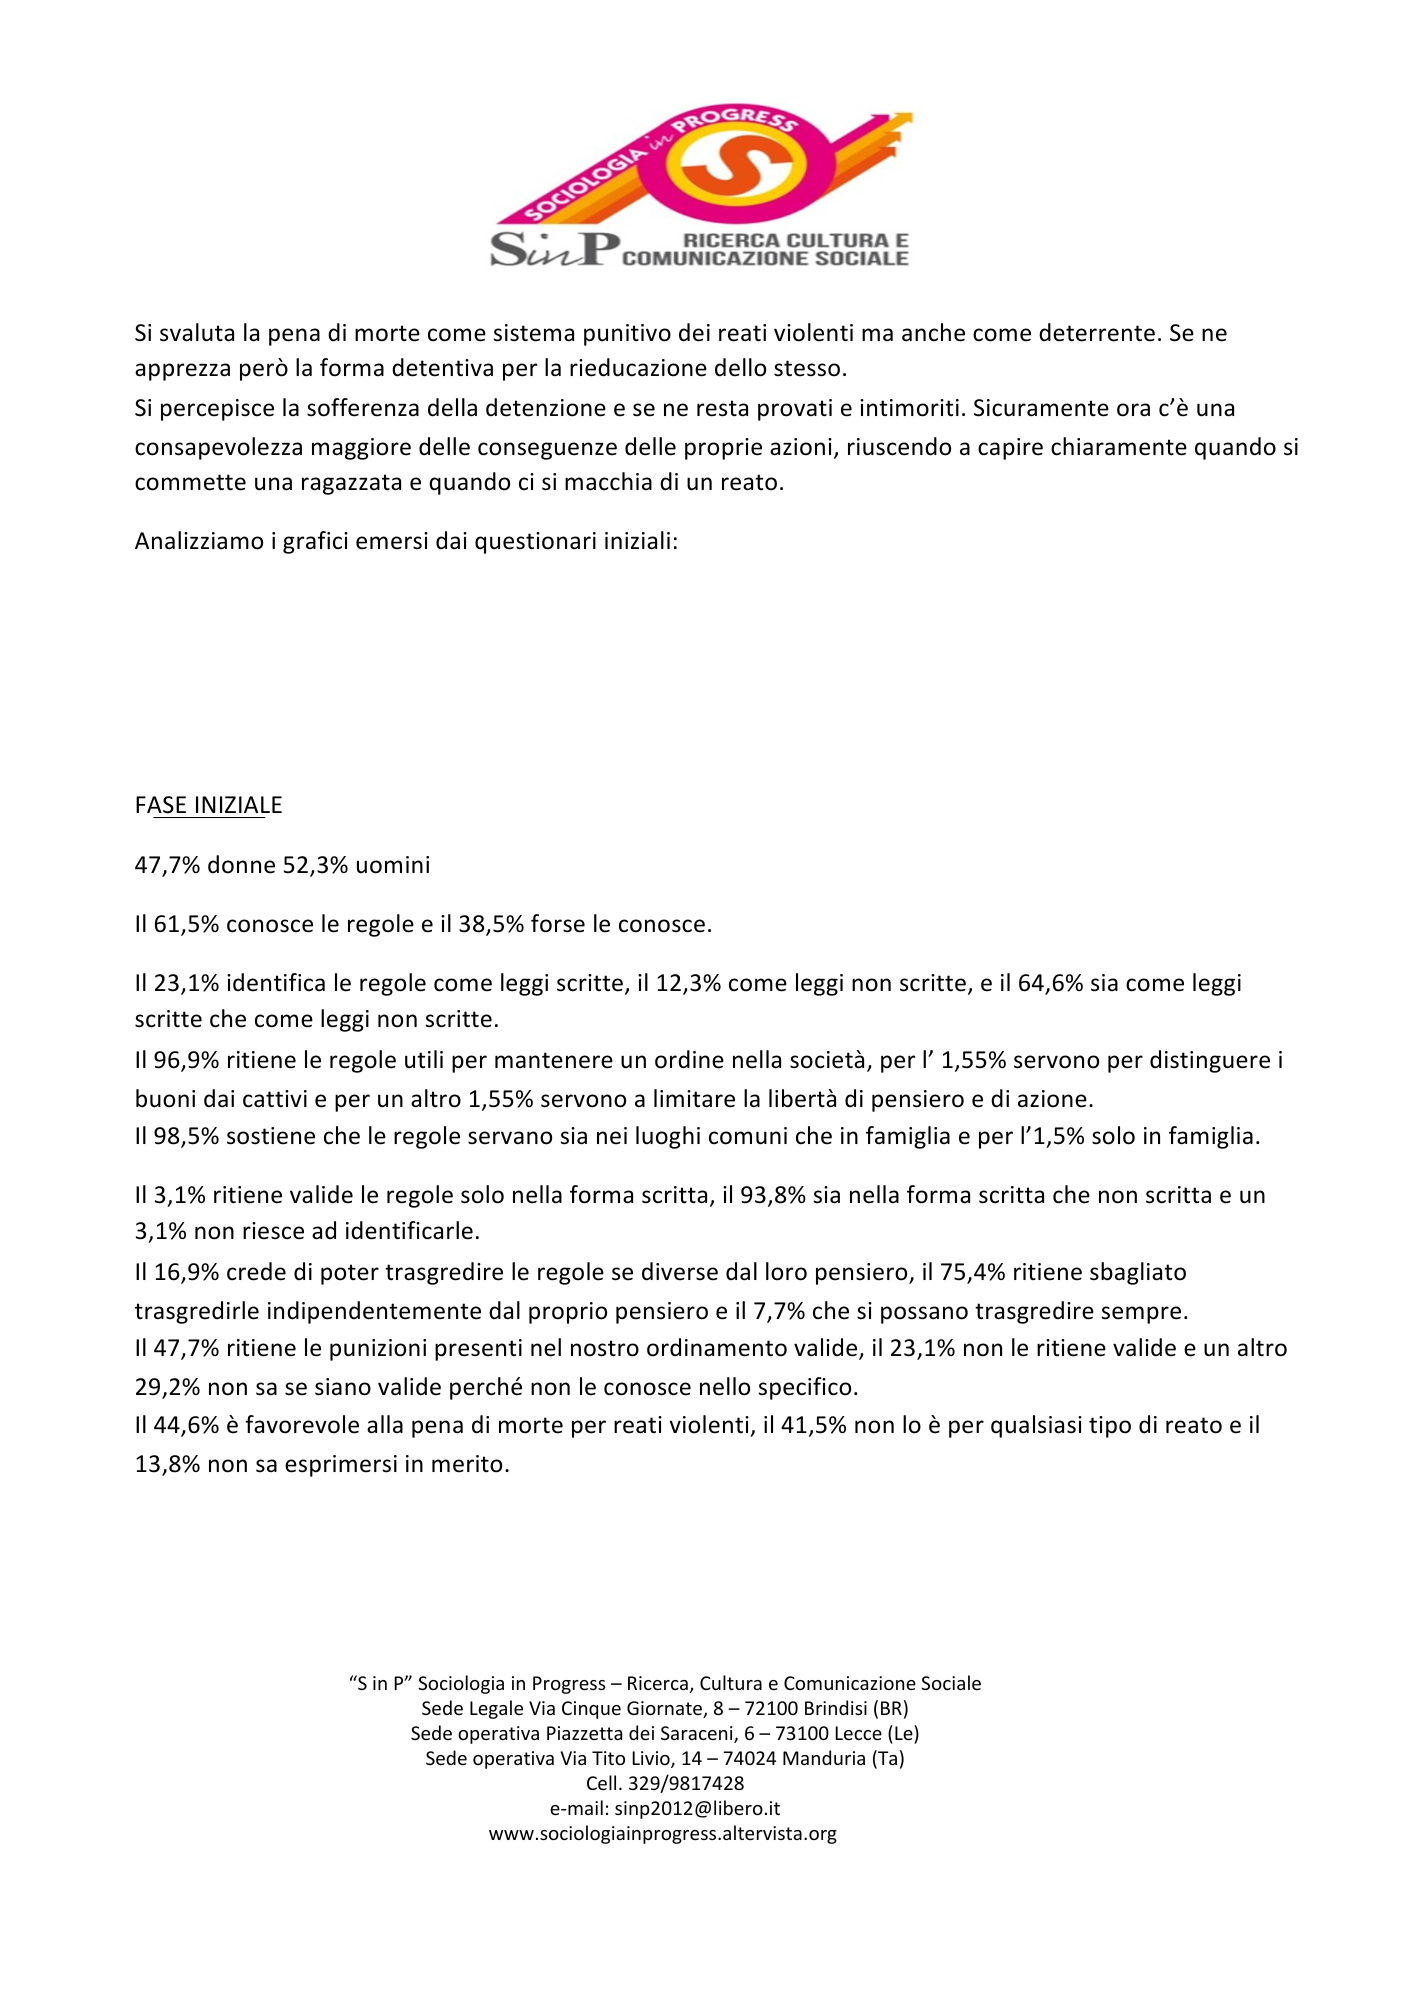 SOCIOLOGIA in PROGRESS
S
SinP RICERCA CULTURA E
COMUNICAZIONE SOCIALE
Si svaluta la pena di morte come sistema punitivo dei reati violenti ma anche come deterrente. Se ne
apprezza però la forma detentiva per la rieducazione dello stesso.
Si percepisce la sofferenza della detenzione e se ne resta provati e intimoriti. Sicuramente ora c’è una
consapevolezza maggiore delle conseguenze delle proprie azioni, riuscendo a capire chiaramente quando si
commette una ragazzata e quando ci si macchia di un reato.
Analizziamo i grafici emersi dai questionari iniziali:
FASE INIZIALE
47,7% donne 52,3% uomini
Il 61,5% conosce le regole e il 38,5% forse le conosce.
Il 23,1% identifica le regole come leggi scritte, il 12,3% come leggi non scritte, e il 64,6% sia come leggi
scritte che come leggi non scritte.
Il 96,9% ritiene le regole utili per mantenere un ordine nella società, per l’ 1,55% servono per distinguere i
buoni dai cattivi e per un altro 1,55% servono a limitare la libertà di pensiero e di azione.
Il 98,5% sostiene che le regole servano sia nei luoghi comuni che in famiglia e per l’1,5% solo in famiglia.
Il 3,1% ritiene valide le regole solo nella forma scritta, il 93,8% sia nella forma scritta che non scritta e un
3,1% non riesce ad identificarle.
Il 16,9% crede di poter trasgredire le regole se diverse dal loro pensiero, il 75,4% ritiene sbagliato
trasgredirle indipendentemente dal proprio pensiero e il 7,7% che si possano trasgredire sempre.
Il 47,7% ritiene le punizioni presenti nel nostro ordinamento valide, il 23,1% non le ritiene valide e un altro
29,2% non sa se siano valide perché non le conosce nello specifico.
Il 44,6% è favorevole alla pena di morte per reati violenti, il 41,5% non lo è per qualsiasi tipo di reato e il
13,8% non sa esprimersi in merito.
“S in P” Sociologia in Progress – Ricerca, Cultura e Comunicazione Sociale
Sede Legale Via Cinque Giornate, 8 – 72100 Brindisi (BR)
Sede operativa Piazzetta dei Saraceni, 6 – 73100 Lecce (Le)
Sede operativa Via Tito Livio, 14 – 74024 Manduria (Ta)
Cell. 329/9817428
e-mail: sinp2012@libero.it
www.sociologiainprogress.altervista.org